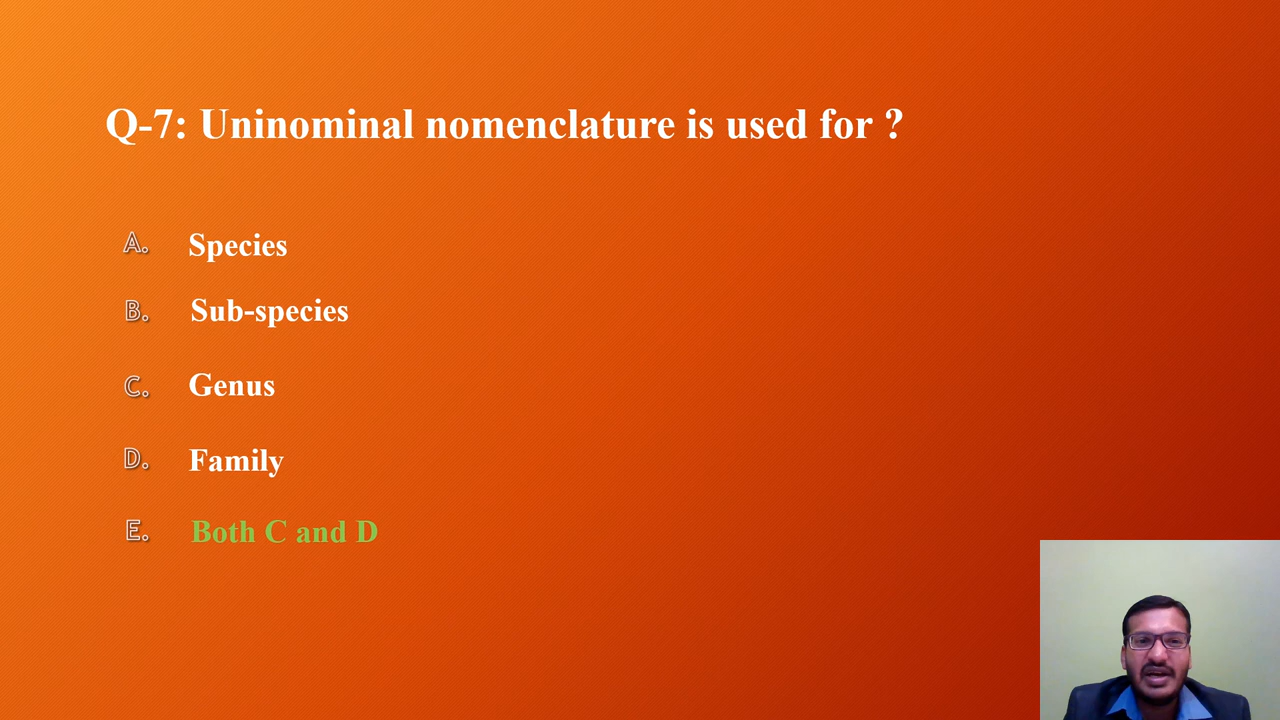 Q-7: Uninominal nomenclature is used for ?
A. Species
B. Sub-species
C. Genus
D. Family
E. Both C and D